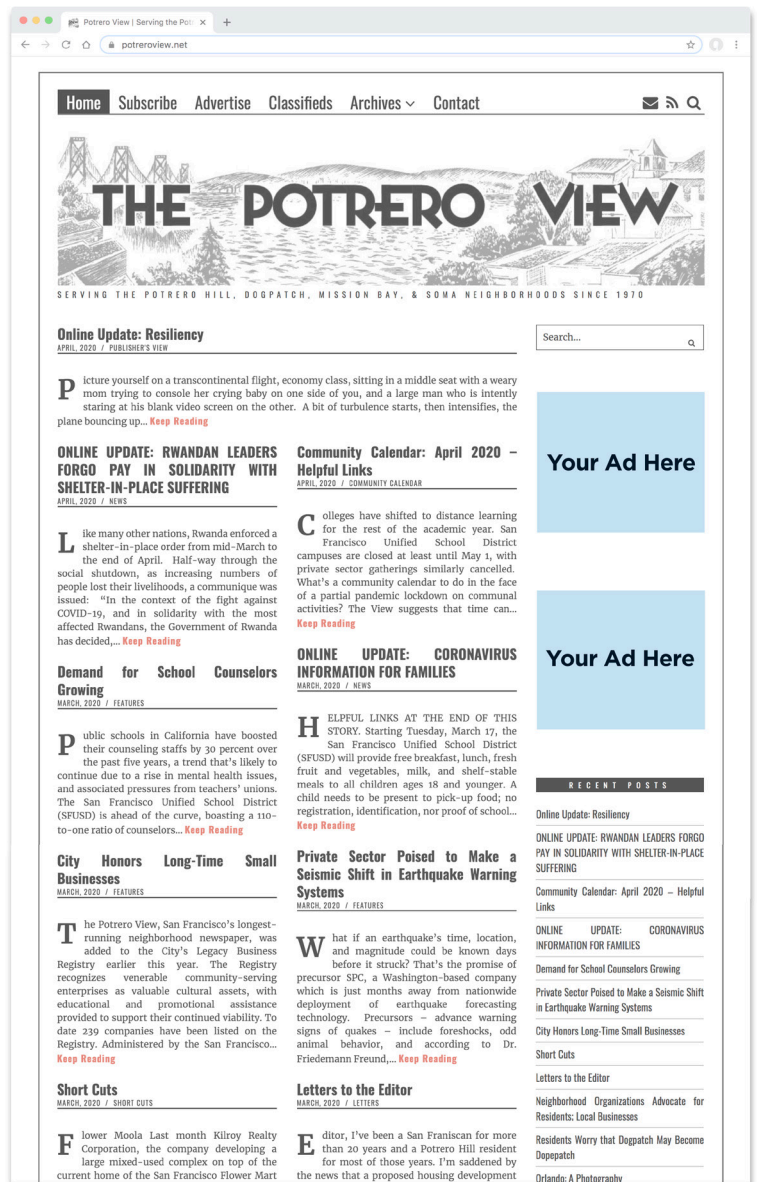 Potrero View | Serving the Potr
potreroview.net
Home Subscribe Advertise Classifieds Archives Contact
THE POTRERO VIEW
SERVING THE POTRERO HILL, DOGPATCH, MISSION BAY, & SOMA NEIGHBORHOODS SINCE 1970
Online Update: Resiliency
APRIL, 2020 / PUBLISHER'S VIEW
Picture yourself on a transcontinental flight, economy class, sitting in a middle seat with a weary
mom trying to console her crying baby on one side of you, and a large man who is intently
staring at his blank video screen on the other. A bit of turbulence starts, then intensifies, the
plane bouncing up... Keep Reading
ONLINE UPDATE: RWANDAN LEADERS
FORGO PAY IN SOLIDARITY WITH
SHELTER-IN-PLACE SUFFERING
APRIL, 2020 / NEWS
Like many other nations, Rwanda enforced a
shelter-in-place order from mid-March to
the end of April. Half-way through the
social shutdown, as increasing numbers of
people lost their livelihoods, a communique was
issued: "In the context of the fight against
COVID-19, and in solidarity with the most
affected Rwandans, the Government of Rwanda
has decided,... Keep Reading
Demand for School Counselors
Growing
MARCH, 2020 / FEATURES
Public schools in California have boosted
their counseling staffs by 30 percent over
the past five years, a trend that's likely to
continue due to a rise in mental health issues,
and associated pressures from teachers' unions.
The San Francisco Unified School District
(SFUSD) is ahead of the curve, boasting a 110-
to-one ratio of counselors... Keep Reading
City Honors Long-Time Small
Businesses
MARCH, 2020 / FEATURES
The Potrero View, San Francisco's longest-
running neighborhood newspaper, was
added to the City's Legacy Business
Registry earlier this year. The Registry
recognizes venerable community-serving
enterprises as valuable cultural assets, with
educational and promotional assistance
provided to support their continued viability. To
date 239 companies have been listed on the
Registry. Administered by the San Francisco...
Keep Reading
Short Cuts
MARCH, 2020 / SHORT CUTS
Flower Moola Last month Kilroy Realty
Corporation, the company developing a
large mixed-used complex on top of the
current home of the San Francisco Flower Mart
Community Calendar: April 2020 –
Helpful Links
APRIL, 2020 / COMMUNITY CALENDAR
Colleges have shifted to distance learning
for the rest of the academic year. San
Francisco Unified School District
campuses are closed at least until May 1, with
private sector gatherings similarly cancelled.
What's a community calendar to do in the face
of a partial pandemic lockdown on communal
activities? The View suggests that time can...
Keep Reading
ONLINE UPDATE: CORONAVIRUS
INFORMATION FOR FAMILIES
MARCH, 2020 / NEWS
HELPFUL LINKS AT THE END OF THIS
STORY. Starting Tuesday, March 17, the
San Francisco Unified School District
(SFUSD) will provide free breakfast, lunch, fresh
fruit and vegetables, milk, and shelf-stable
meals to all children ages 18 and younger. A
child needs to be present to pick-up food; no
registration, identification, nor proof of school...
Keep Reading
Private Sector Poised to Make a
Seismic Shift in Earthquake Warning
Systems
MARCH, 2020 / FEATURES
What if an earthquake's time, location,
and magnitude could be known days
before it struck? That's the promise of
precursor SPC, a Washington-based company
which is just months away from nationwide
deployment of earthquake forecasting
technology. Precursors – advance warning
signs of quakes – include foreshocks, odd
animal behavior, and according to Dr.
Friedemann Freund,... Keep Reading
Letters to the Editor
MARCH, 2020 / LETTERS
Editor, I've been a San Franiscan for more
than 20 years and a Potrero Hill resident
for most of those years. I'm saddened by
the news that a proposed housing development
Search...
Your Ad Here
Your Ad Here
RECENT POSTS
Online Update: Resiliency
ONLINE UPDATE: RWANDAN LEADERS FORGO
PAY IN SOLIDARITY WITH SHELTER-IN-PLACE
SUFFERING
Community Calendar: April 2020 – Helpful
Links
ONLINE UPDATE: CORONAVIRUS
INFORMATION FOR FAMILIES
Demand for School Counselors Growing
Private Sector Poised to Make a Seismic Shift
in Earthquake Warning Systems
City Honors Long-Time Small Businesses
Short Cuts
Letters to the Editor
Neighborhood Organizations Advocate for
Residents; Local Businesses
Residents Worry that Dogpatch May Become
Dopepatch
Orlando: A Photography